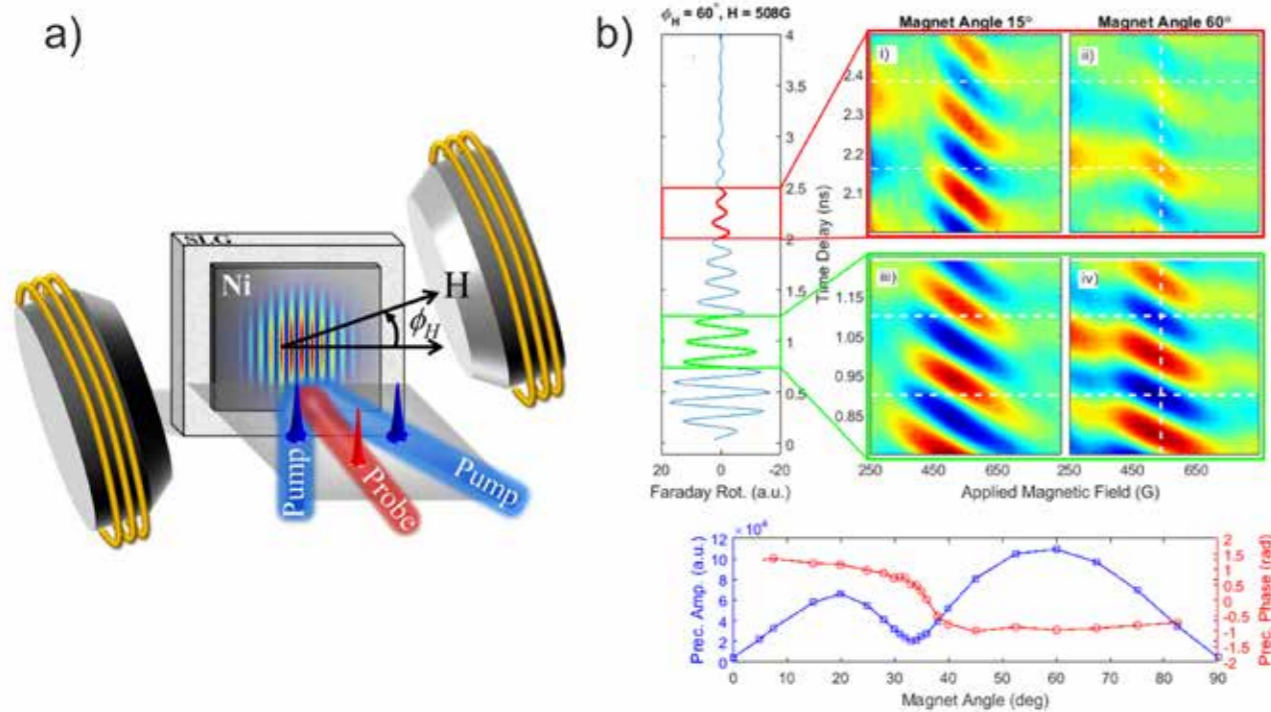 a)
SLG
Ni
H
ϕH
Pump
Probe
Pump
b)
ϕH = 60°, H = 508G
Magnet Angle 15°
Magnet Angle 60°
i)
ii)
iii)
iv)
4
3.5
3
2.5
2
1.5
1
0.5
0
20
0
-20
Faraday Rot. (a.u.)
Time Delay (ns)
2.4
2.3
2.2
2.1
1.15
1.05
0.95
0.85
250
450
650
250
450
650
Applied Magnetic Field (G)
× 10⁴
12
10
8
6
4
2
0
Prec. Amp. (a.u.)
2
1.5
1
0.5
0
-0.5
-1
-1.5
-2
Prec. Phase (rad)
0
10
20
30
40
50
60
70
80
90
Magnet Angle (deg)